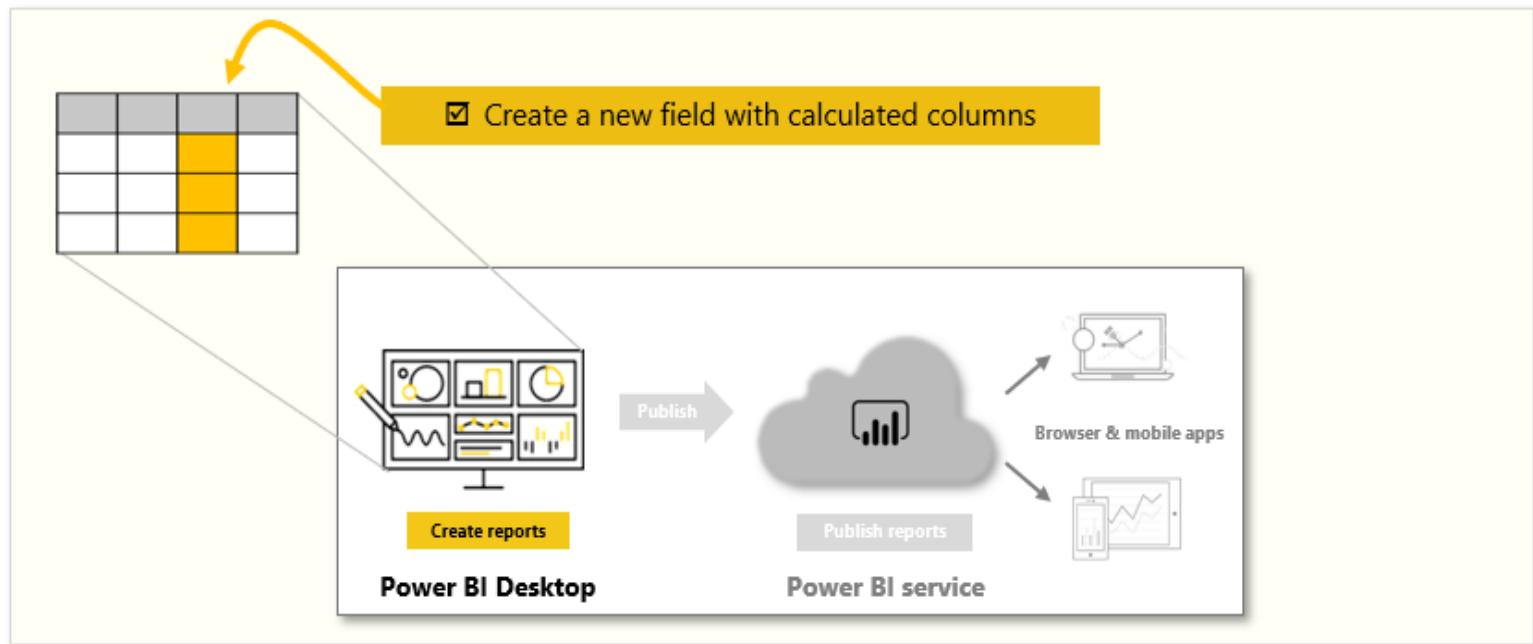 ☑ Create a new field with calculated columns
Publish
Browser & mobile apps
Create reports
Publish reports
Power BI Desktop
Power BI service